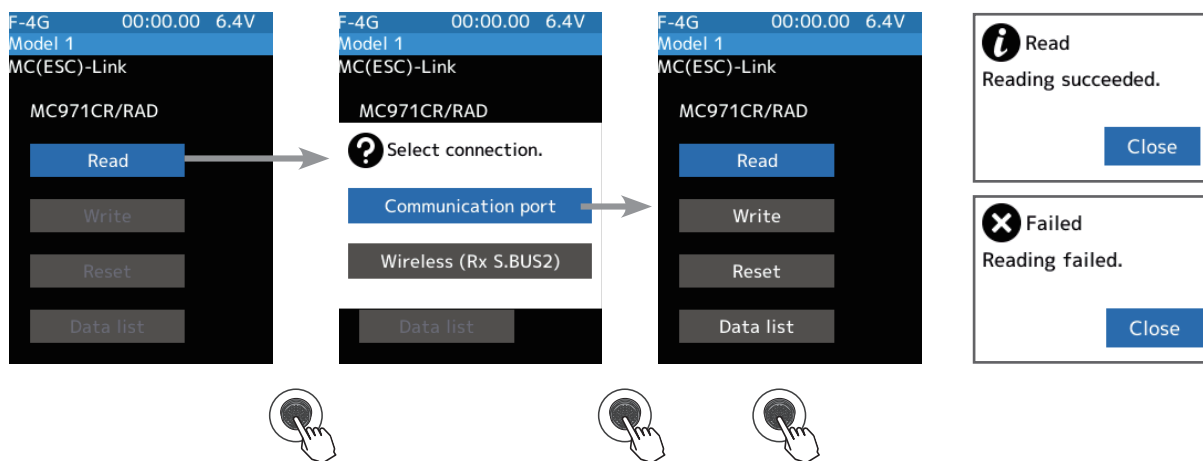 F-4G 00:00.00 6.4V
Model 1
MC(ESC)-Link
MC971CR/RAD
Read
Write
Reset
Data list
F-4G 00:00.00 6.4V
Model 1
MC(ESC)-Link
MC971CR/RAD
? Select connection.
Communication port
Wireless (Rx S.BUS2)
Data list
F-4G 00:00.00 6.4V
Model 1
MC(ESC)-Link
MC971CR/RAD
Read
Write
Reset
Data list
i Read
Reading succeeded.
Close
Failed
Reading failed.
Close